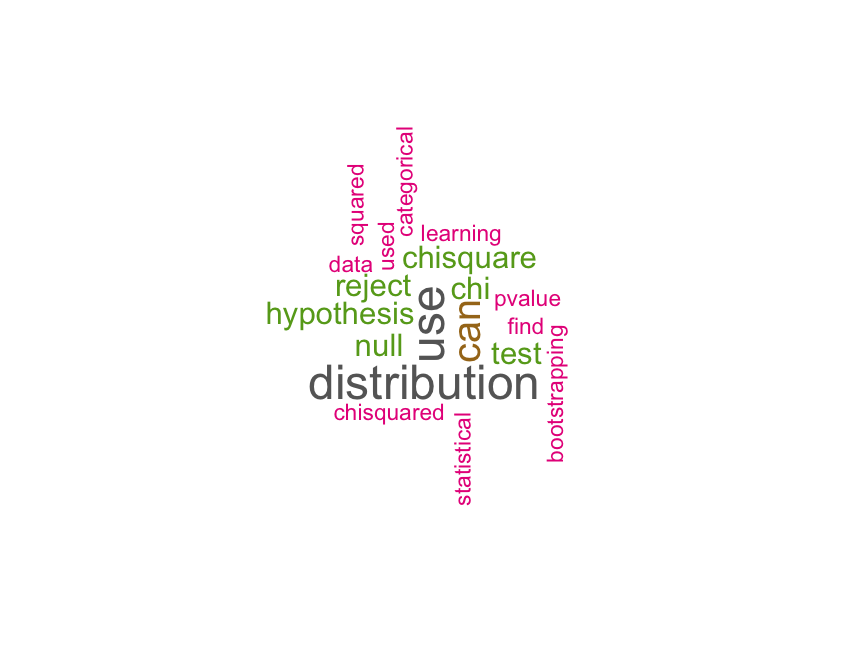 categorical
squared
used
learning
data
chisquare
reject
chi
pvalue
hypothesis
use
can
find
null
test
bootstrapping
distribution
chisquared
statistical